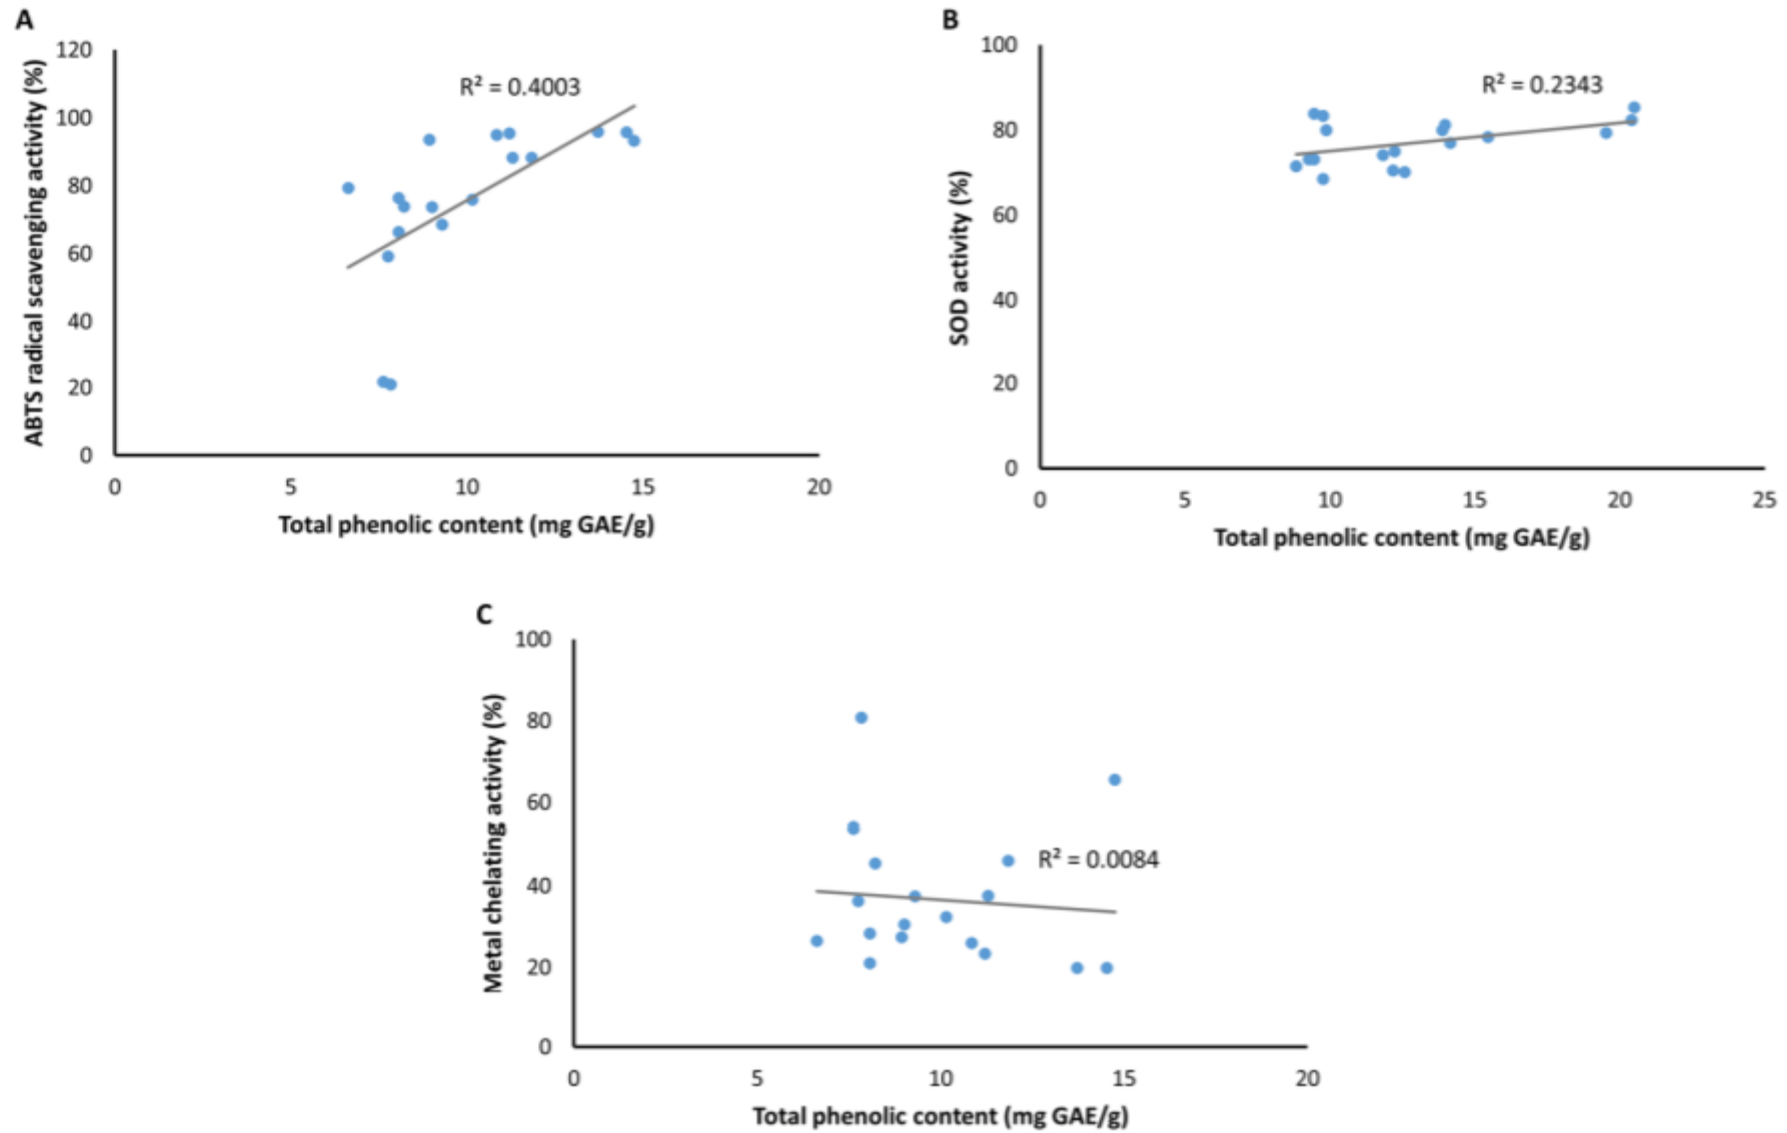 A
ABTS radical scavenging activity (%)
120
100
80
60
40
20
0
R² = 0.4003
0 5 10 15 20
Total phenolic content (mg GAE/g)
B
SOD activity (%)
100
80
60
40
20
0
R² = 0.2343
0 5 10 15 20 25
Total phenolic content (mg GAE/g)
C
Metal chelating activity (%)
100
80
60
40
20
0
R² = 0.0084
0 5 10 15 20
Total phenolic content (mg GAE/g)